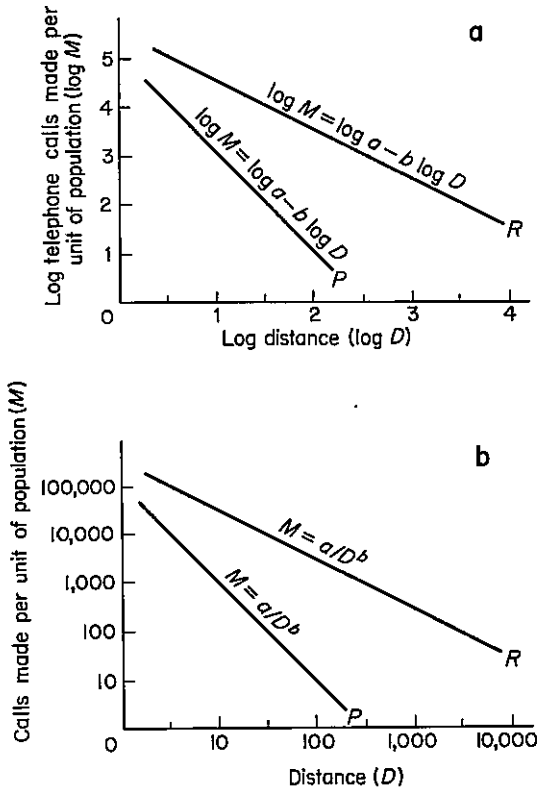 a
Log telephone calls made per
unit of population (log M)
5
4
3
2
1
0
log M = log a – b log D
log M = log a – b log D
R
P
1
2
3
4
Log distance (log D)
b
Calls made per unit of population (M)
100,000
10,000
1,000
100
10
0
M = a/Dᵇ
M = a/Dᵇ
R
P
10
100
1,000
10,000
Distance (D)